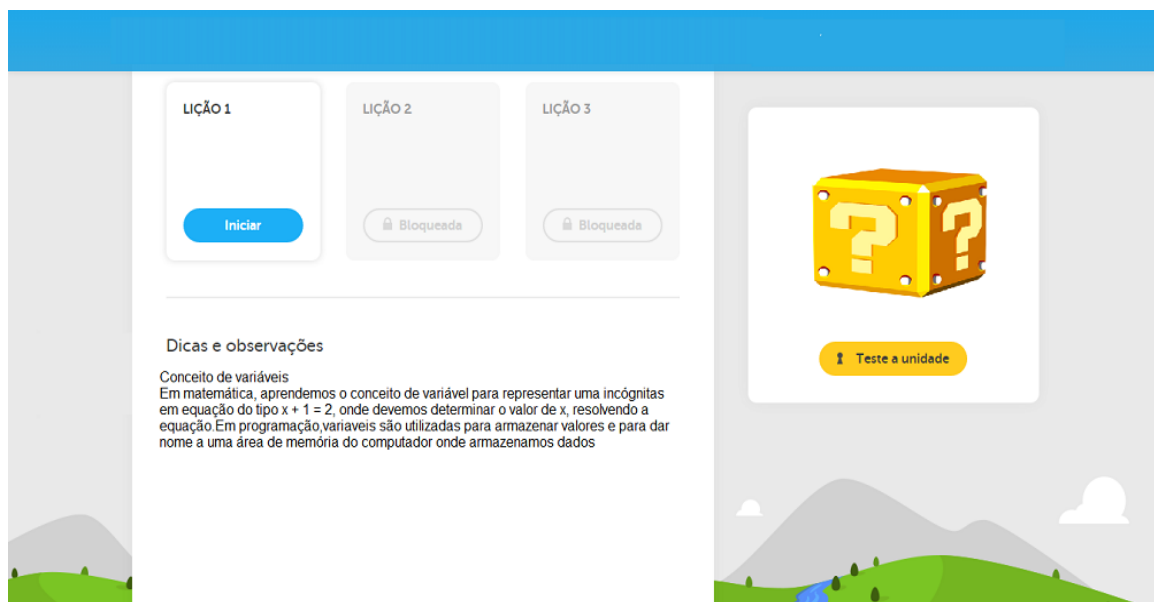 LIÇÃO 1
LIÇÃO 2
LIÇÃO 3
Iniciar
Bloqueada
Bloqueada
Dicas e observações
Conceito de variáveis
Em matemática, aprendemos o conceito de variável para representar uma incógnitas
em equação do tipo x + 1 = 2, onde devemos determinar o valor de x, resolvendo a
equação.Em programação,variaveis são utilizadas para armazenar valores e para dar
nome a uma área de memória do computador onde armazenamos dados
? ?
Teste a unidade